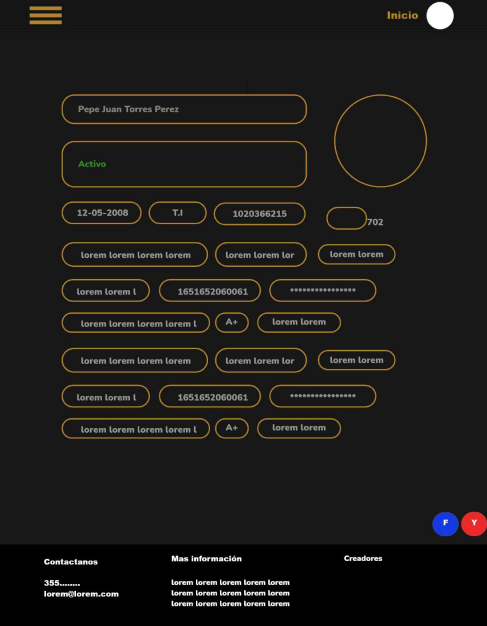 Inicio
Pepe Juan Torres Perez
Activo
12-05-2008 T.I 1020366215 702
lorem lorem lorem lorem lorem lorem lor lorem lorem
lorem lorem l 1651652060061 ****************
lorem lorem lorem lorem l A+ lorem lorem
lorem lorem lorem lorem lorem lorem lor lorem lorem
lorem lorem l 1651652060061 ****************
lorem lorem lorem lorem l A+ lorem lorem
F Y
Contactanos Mas información Creadores
355........ lorem lorem lorem lorem lorem
lorem@lorem.com lorem lorem lorem lorem lorem
lorem lorem lorem lorem lorem